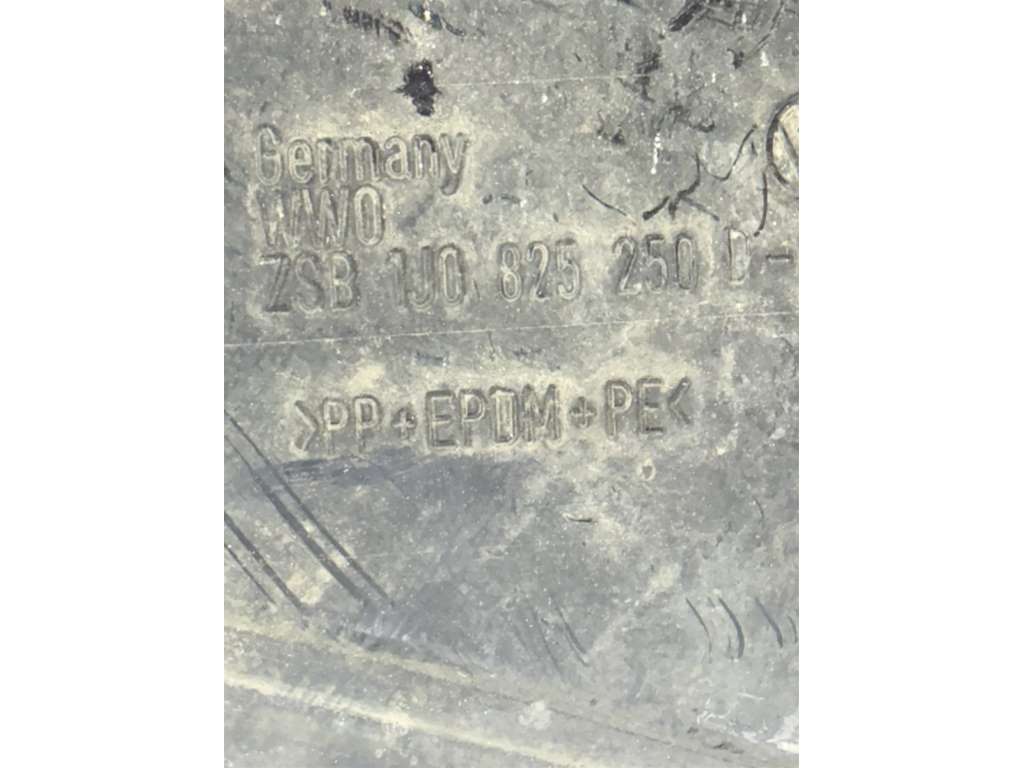 Germany
WWO
ZSB 1J0 825 250 D -
>PP+EPDM+PE<